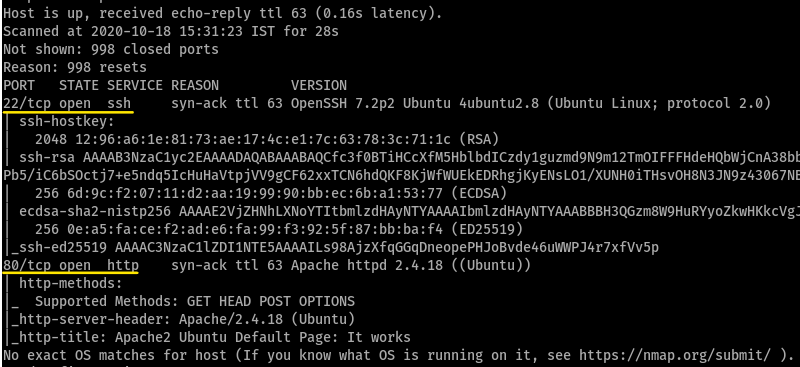 Host is up, received echo-reply ttl 63 (0.16s latency).
Scanned at 2020-10-18 15:31:23 IST for 28s
Not shown: 998 closed ports
Reason: 998 resets
PORT   STATE SERVICE REASON         VERSION
22/tcp open  ssh     syn-ack ttl 63 OpenSSH 7.2p2 Ubuntu 4ubuntu2.8 (Ubuntu Linux; protocol 2.0)
| ssh-hostkey:
|   2048 12:96:a6:1e:81:73:ae:17:4c:e1:7c:63:78:3c:71:1c (RSA)
| ssh-rsa AAAAB3NzaC1yc2EAAAADAQABAAABAQCfc3f0BTiHCcXfM5HblbdICzdy1guzmd9N9m12TmOIFFFHdeHQbWjCnA38bb
Pb5/iC6bSOctj7+e5ndq5IcHuHaVtpjVV9gCF62xxTCN6hdQKF8KjWfWUEkEDRhgjKyENsLO1/XUNH0iTHsvOH8N3JN9z43067NE
|   256 6d:9c:f2:07:11:d2:aa:19:99:90:bb:ec:6b:a1:53:77 (ECDSA)
| ecdsa-sha2-nistp256 AAAAE2VjZHNhLXNoYTItbmlzdHAyNTYAAAAIbmlzdHAyNTYAAABBBH3QGzm8W9HuRYyoZkwHKkcVgJ
|   256 0e:a5:fa:ce:f2:ad:e6:fa:99:f3:92:5f:87:bb:ba:f4 (ED25519)
|_ssh-ed25519 AAAAC3NzaC1lZDI1NTE5AAAAILs98AjzXfqGGqDneopePHJoBvde46uWWPJ4r7xfVv5p
80/tcp open  http    syn-ack ttl 63 Apache httpd 2.4.18 ((Ubuntu))
| http-methods:
|_  Supported Methods: GET HEAD POST OPTIONS
|_http-server-header: Apache/2.4.18 (Ubuntu)
|_http-title: Apache2 Ubuntu Default Page: It works
No exact OS matches for host (If you know what OS is running on it, see https://nmap.org/submit/ ).